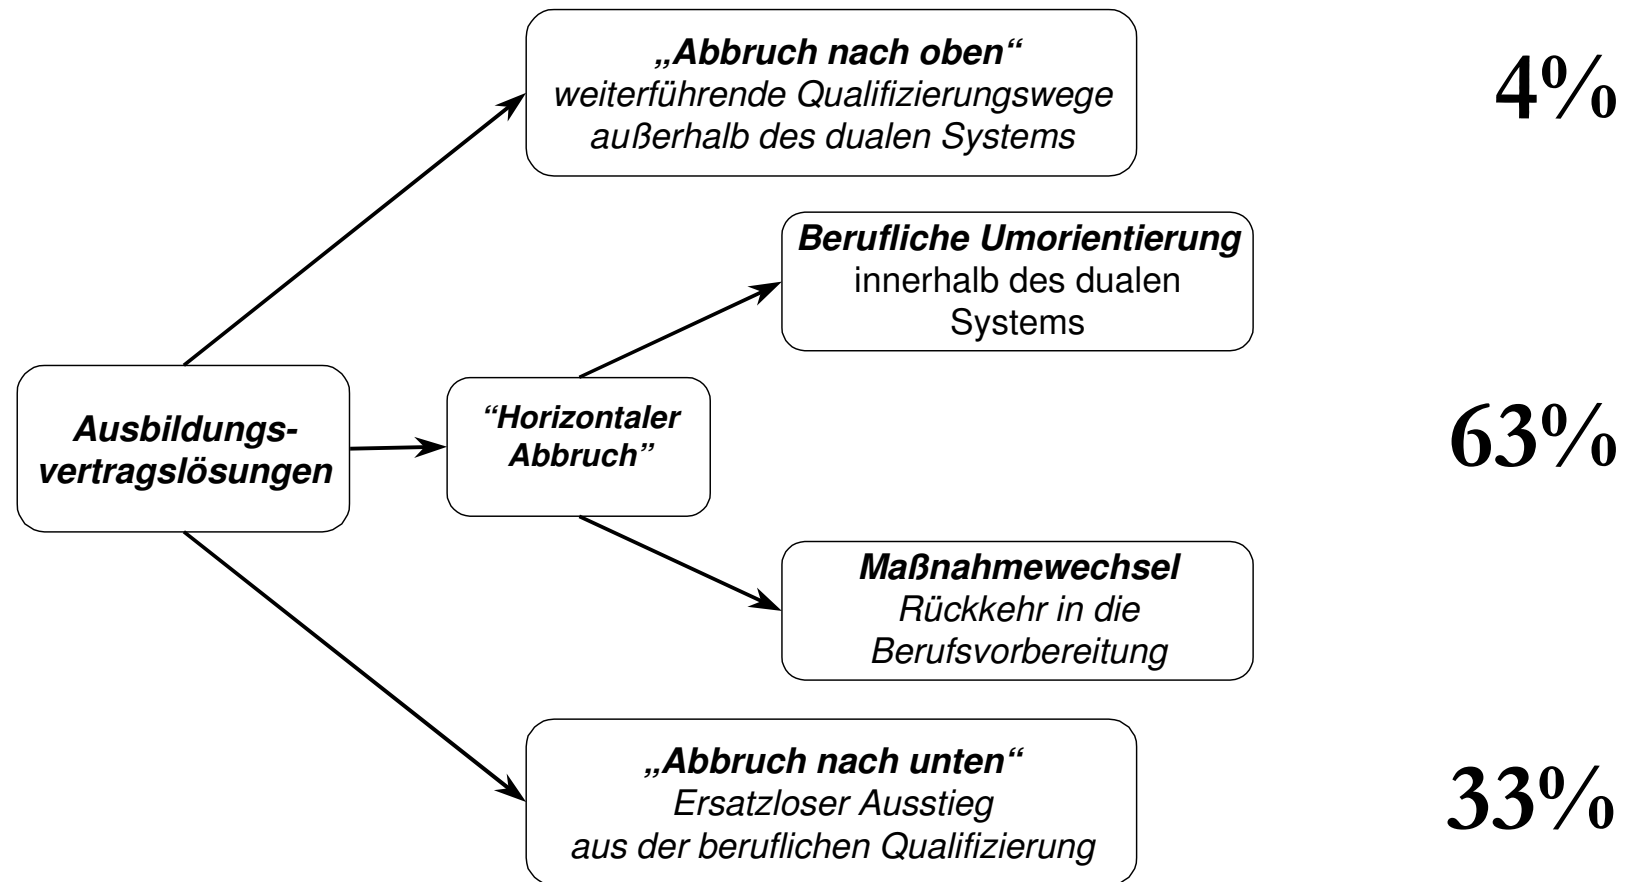 „Abbruch nach oben“
weiterführende Qualifizierungswege
außerhalb des dualen Systems
4%
Berufliche Umorientierung
innerhalb des dualen
Systems
Ausbildungs-
vertragslösungen
“Horizontaler
Abbruch”
63%
Maßnahmewechsel
Rückkehr in die
Berufsvorbereitung
„Abbruch nach unten“
Ersatzloser Ausstieg
aus der beruflichen Qualifizierung
33%